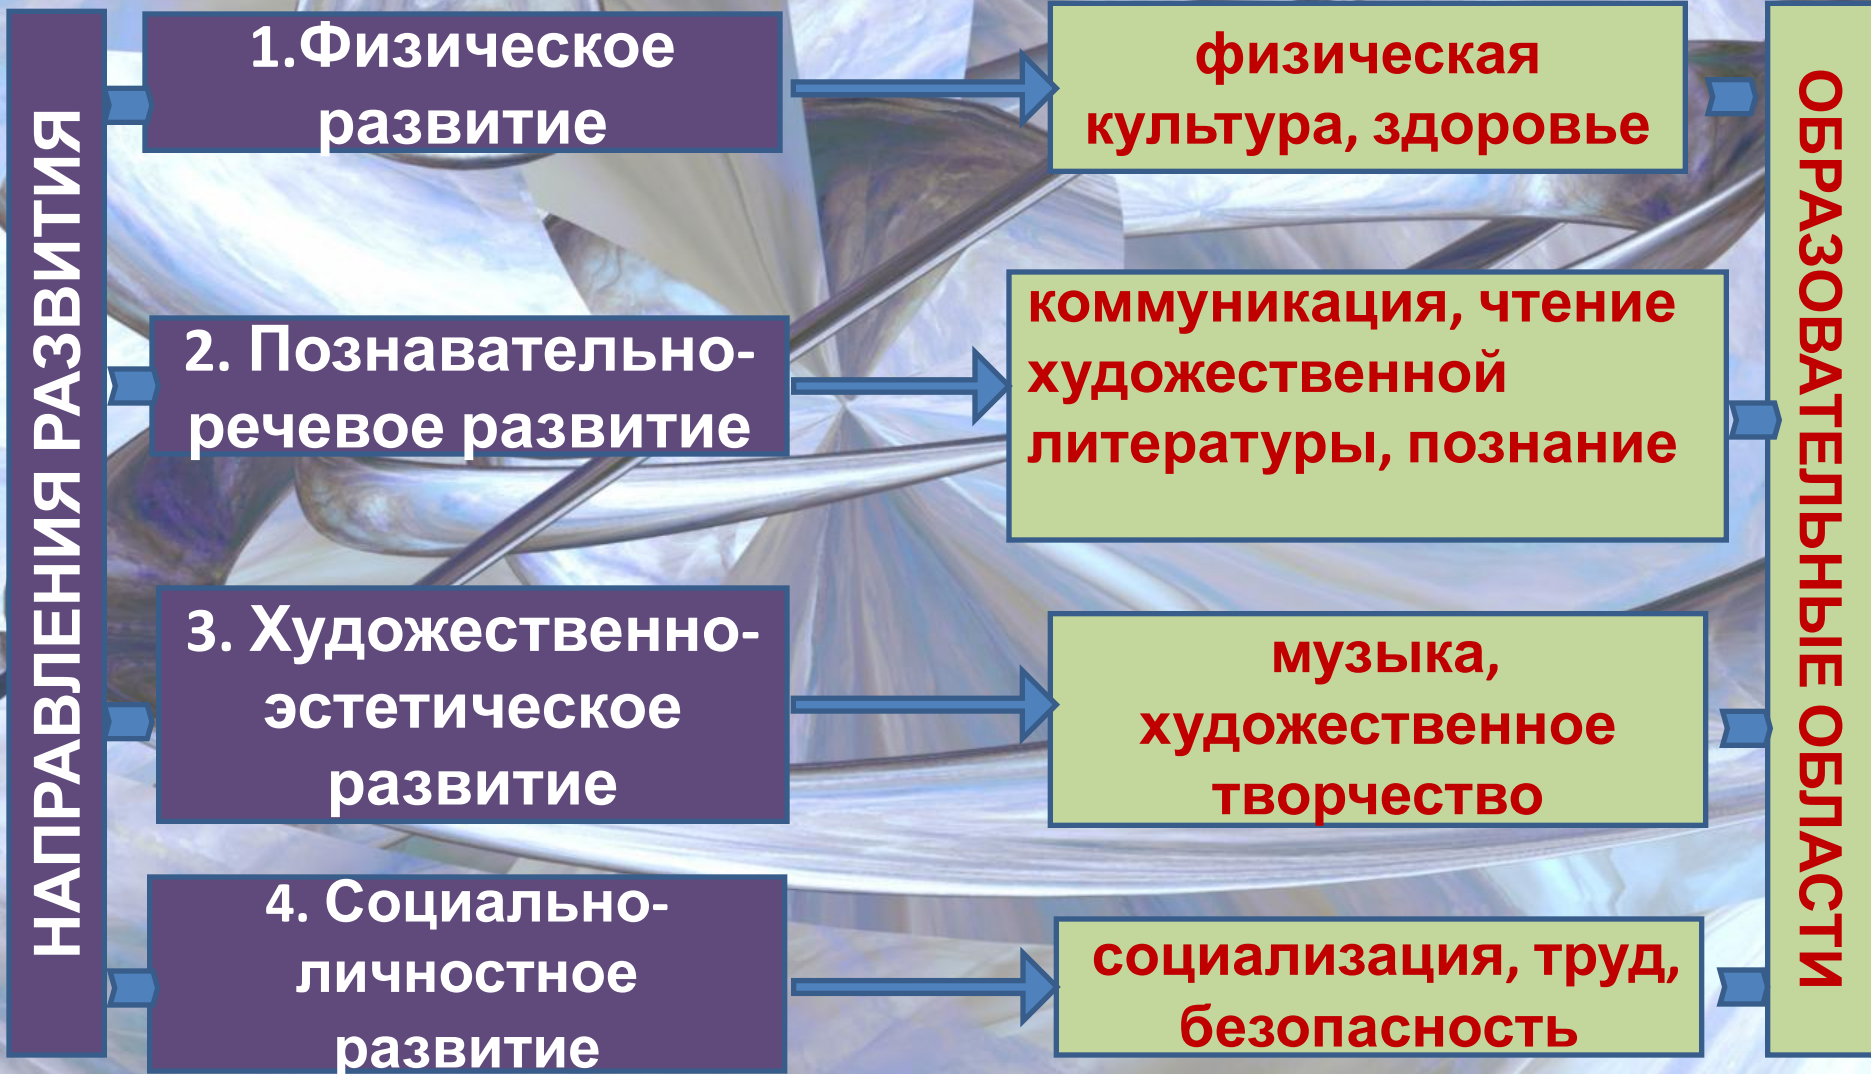 НАПРАВЛЕНИЯ РАЗВИТИЯ
1.Физическое
развитие
физическая
культура, здоровье
2. Познавательно-
речевое развитие
коммуникация, чтение
художественной
литературы, познание
3. Художественно-
эстетическое
развитие
музыка,
художественное
творчество
4. Социально-
личностное
развитие
социализация, труд,
безопасность
ОБРАЗОВАТЕЛЬНЫЕ ОБЛАСТИ